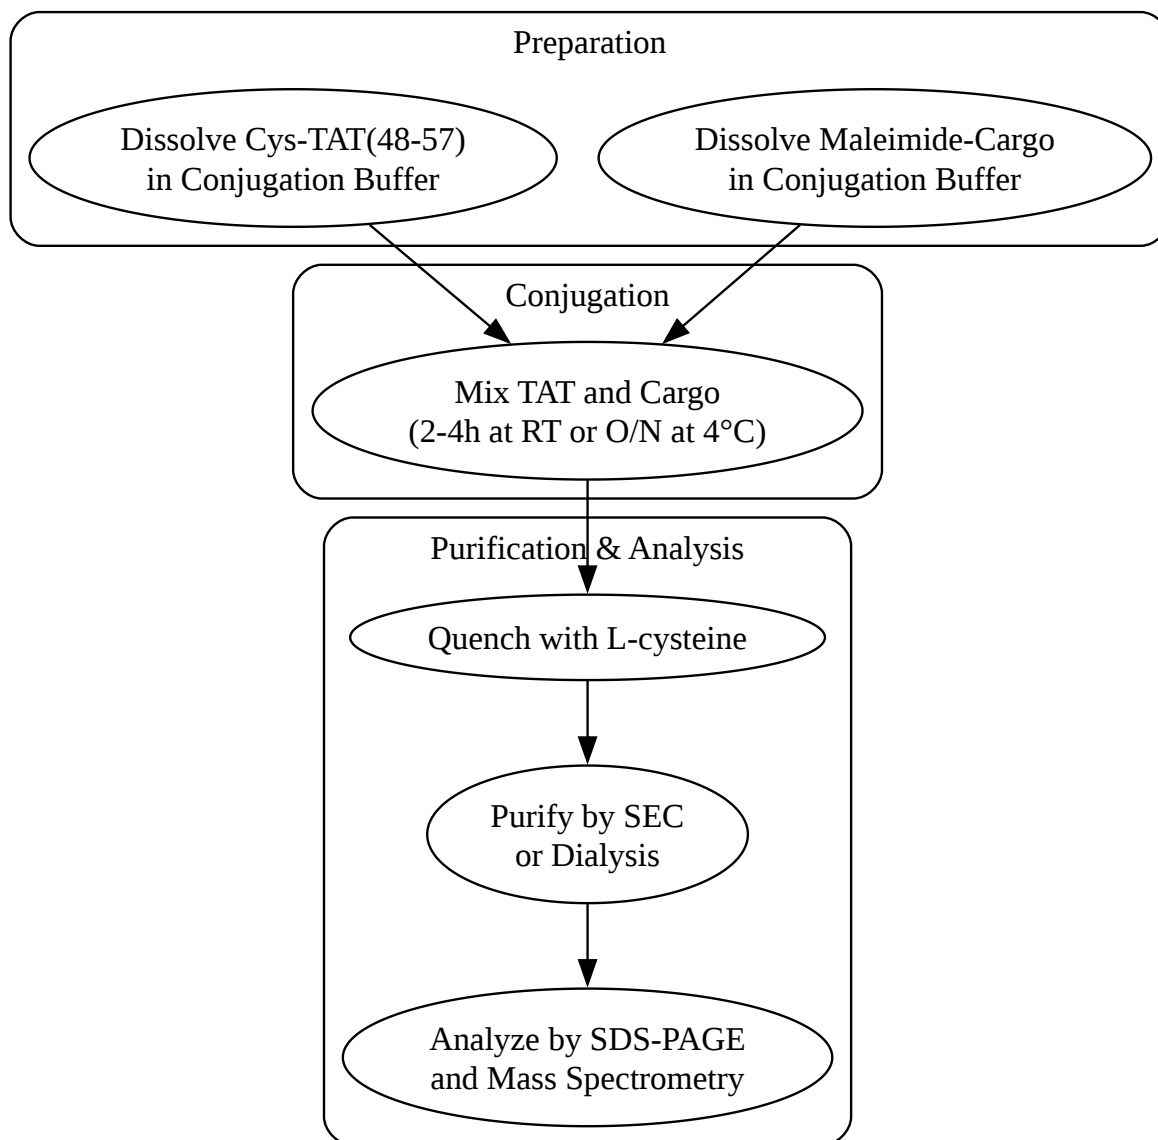 Preparation
Dissolve Cys-TAT(48-57)
in Conjugation Buffer
Dissolve Maleimide-Cargo
in Conjugation Buffer
Conjugation
Mix TAT and Cargo
(2-4h at RT or O/N at 4°C)
Purification & Analysis
Quench with L-cysteine
Purify by SEC
or Dialysis
Analyze by SDS-PAGE
and Mass Spectrometry